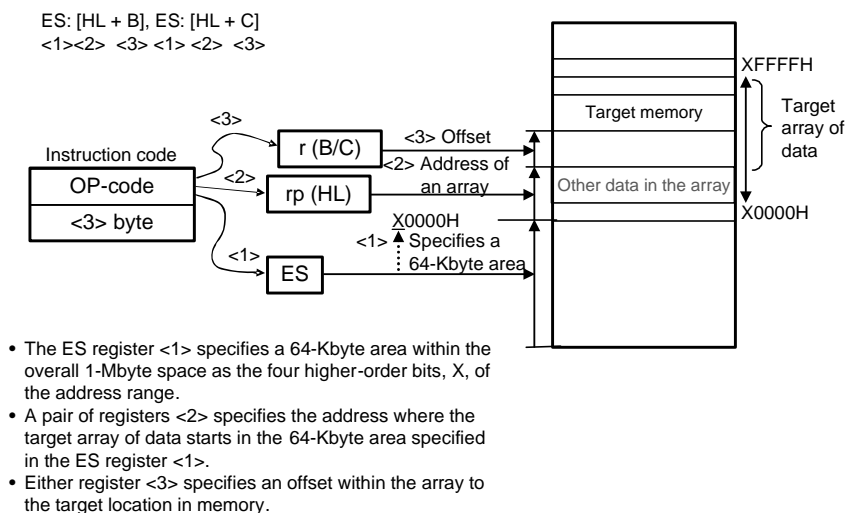 ES: [HL + B], ES: [HL + C]
<1><2> <3> <1> <2> <3>
XFFFFH
Target memory
Target
array of
data
<3>
r (B/C)
<3> Offset
Instruction code
OP-code
<3> byte
<2>
rp (HL)
<2> Address of
an array
Other data in the array
X0000H
X0000H
<1>
Specifies a
64-Kbyte area
<1>
ES
• The ES register <1> specifies a 64-Kbyte area within the
overall 1-Mbyte space as the four higher-order bits, X, of
the address range.
• A pair of registers <2> specifies the address where the
target array of data starts in the 64-Kbyte area specified
in the ES register <1>.
• Either register <3> specifies an offset within the array to
the target location in memory.